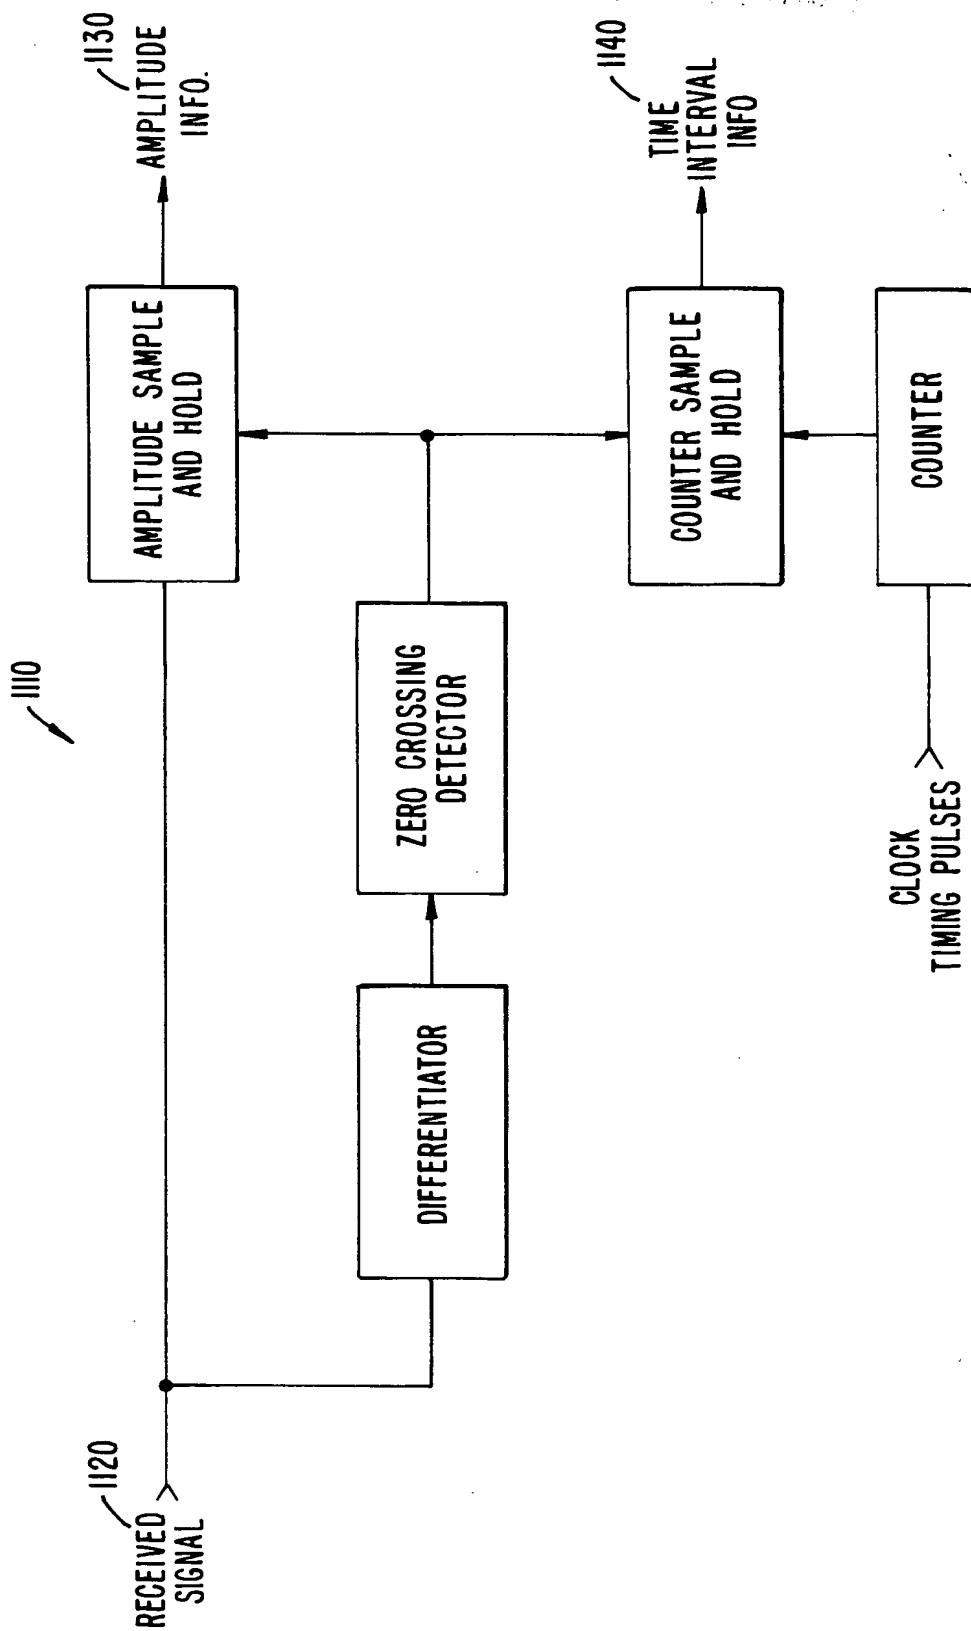 1110
1120
RECEIVED
SIGNAL
AMPLITUDE SAMPLE
AND HOLD
1130
AMPLITUDE
INFO.
DIFFERENTIATOR
ZERO CROSSING
DETECTOR
COUNTER SAMPLE
AND HOLD
1140
TIME
INTERVAL
INFO
CLOCK
TIMING PULSES
COUNTER